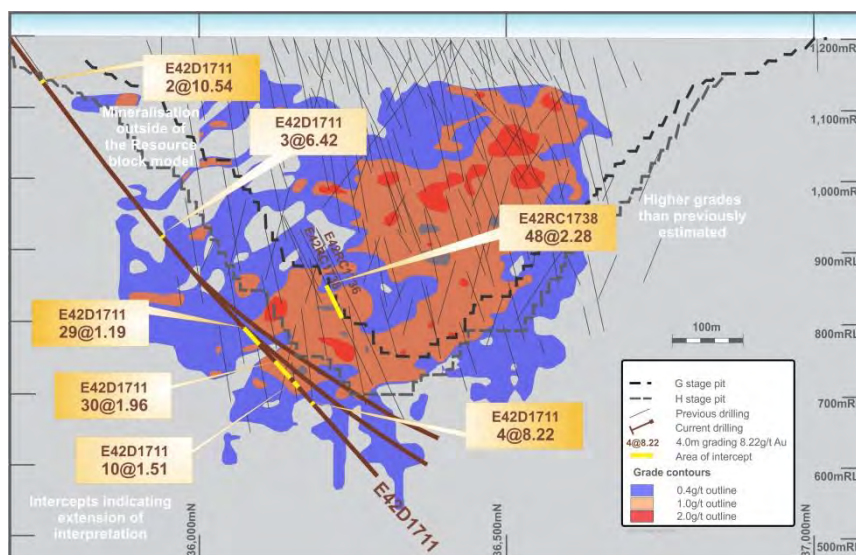 E42D1711
2@10.54
Mineralisation
outside of
the Resource
block model
E42D1711
3@6.42
E42RC1738
48@2.28
Higher grades
than previously
estimated
E42D1711
29@1.19
E42D1711
30@1.96
E42D1711
10@1.51
E42D1711
4@8.22
Intercepts indicating
extension of
interpretation
E42D1711
1,200mRL
1,100mRL
1,000mRL
900mRL
800mRL
700mRL
600mRL
500mRL
36,000mN
36,500mN
37,000mN
100m
G stage pit
H stage pit
Previous drilling
Current drilling
4@8.22 4.0m grading 8.22g/t Au
Area of intercept
Grade contours
0.4g/t outline
1.0g/t outline
2.0g/t outline